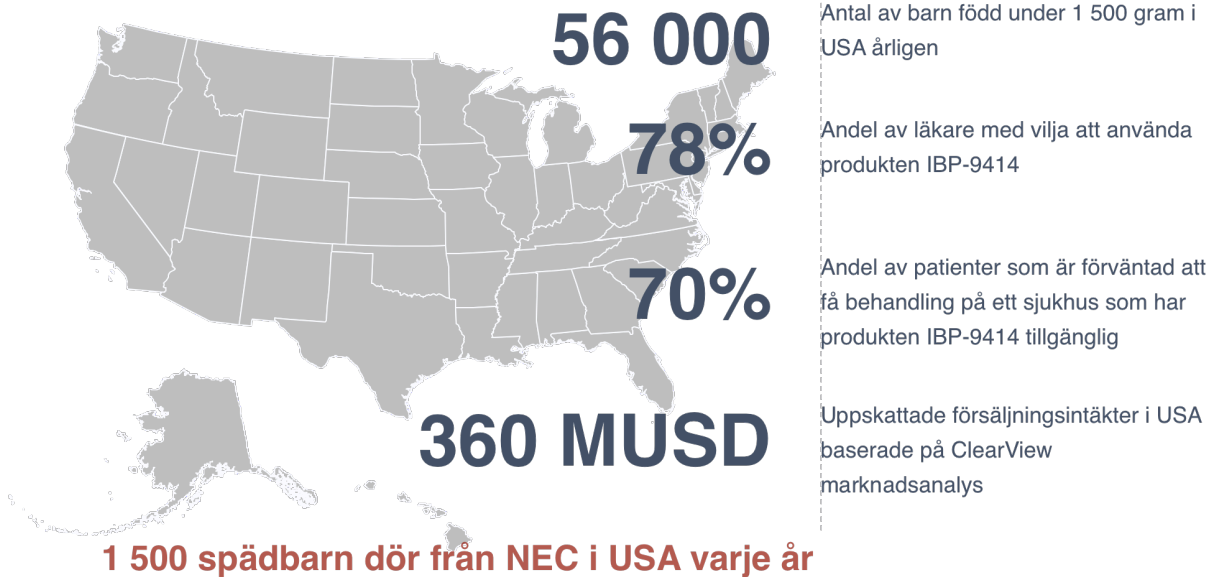 56 000
Antal av barn född under 1 500 gram i
USA årligen
78%
Andel av läkare med vilja att använda
produkten IBP-9414
70%
Andel av patienter som är förväntad att
få behandling på ett sjukhus som har
produkten IBP-9414 tillgänglig
360 MUSD
Uppskattade försäljningsintäkter i USA
baserade på ClearView
marknadsanalys
1 500 spädbarn dör från NEC i USA varje år